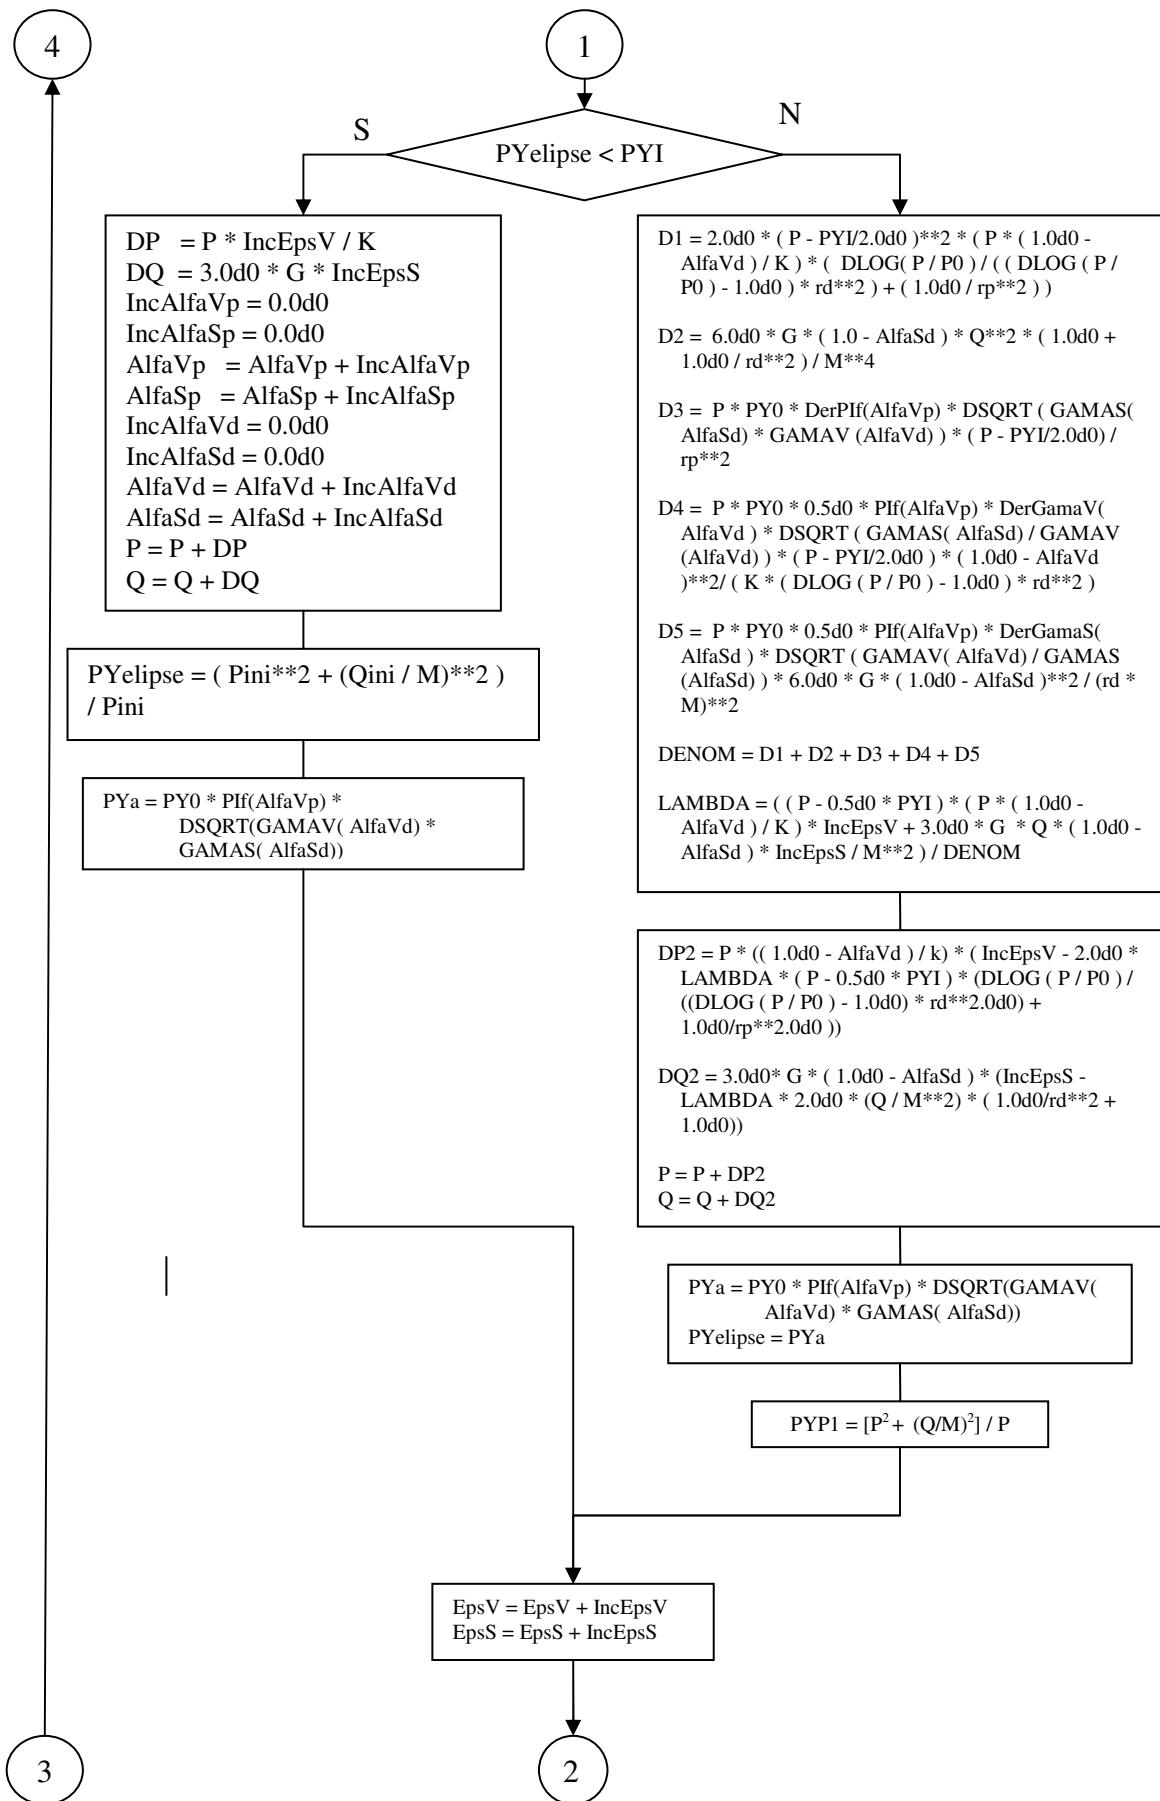 4
1
S
N
PYelipse < PYI
DP = P * IncEpsV / K
DQ = 3.0d0 * G * IncEpsS
IncAlfaVp = 0.0d0
IncAlfaSp = 0.0d0
AlfaVp = AlfaVp + IncAlfaVp
AlfaSp = AlfaSp + IncAlfaSp
IncAlfaVd = 0.0d0
IncAlfaSd = 0.0d0
AlfaVd = AlfaVd + IncAlfaVd
AlfaSd = AlfaSd + IncAlfaSd
P = P + DP
Q = Q + DQ
PYelipse = ( Pini**2 + (Qini / M)**2 )
/ Pini
PYa = PY0 * PIf(AlfaVp) *
DSQRT(GAMAV( AlfaVd) *
GAMAS( AlfaSd))
D1 = 2.0d0 * ( P - PYI/2.0d0 )**2 * ( P * ( 1.0d0 -
AlfaVd ) / K ) * ( DLOG( P / P0 ) / ( ( DLOG ( P /
P0 ) - 1.0d0 ) * rd**2 ) + ( 1.0d0 / rp**2 ) )
D2 = 6.0d0 * G * ( 1.0 - AlfaSd ) * Q**2 * ( 1.0d0 +
1.0d0 / rd**2 ) / M**4
D3 = P * PY0 * DerPIf(AlfaVp) * DSQRT ( GAMAS(
AlfaSd) * GAMAV (AlfaVd) ) * ( P - PYI/2.0d0) /
rp**2
D4 = P * PY0 * 0.5d0 * PIf(AlfaVp) * DerGamaV(
AlfaVd ) * DSQRT ( GAMAS( AlfaSd) / GAMAV
(AlfaVd) ) * ( P - PYI/2.0d0 ) * ( 1.0d0 - AlfaVd
)**2/ ( K * ( DLOG ( P / P0 ) - 1.0d0 ) * rd**2 )
D5 = P * PY0 * 0.5d0 * PIf(AlfaVp) * DerGamaS(
AlfaSd ) * DSQRT ( GAMAV( AlfaVd) / GAMAS
(AlfaSd) ) * 6.0d0 * G * ( 1.0d0 - AlfaSd )**2 / (rd *
M)**2
DENOM = D1 + D2 + D3 + D4 + D5
LAMBDA = ( ( P - 0.5d0 * PYI ) * ( P * ( 1.0d0 -
AlfaVd ) / K ) * IncEpsV + 3.0d0 * G * Q * ( 1.0d0 -
AlfaSd ) * IncEpsS / M**2 ) / DENOM
DP2 = P * (( 1.0d0 - AlfaVd ) / k) * ( IncEpsV - 2.0d0 *
LAMBDA * ( P - 0.5d0 * PYI ) * (DLOG ( P / P0 ) /
((DLOG ( P / P0 ) - 1.0d0) * rd**2.0d0) +
1.0d0/rp**2.0d0 ))
DQ2 = 3.0d0* G * ( 1.0d0 - AlfaSd ) * (IncEpsS -
LAMBDA * 2.0d0 * (Q / M**2) * ( 1.0d0/rd**2 +
1.0d0))
P = P + DP2
Q = Q + DQ2
PYa = PY0 * PIf(AlfaVp) * DSQRT(GAMAV(
AlfaVd) * GAMAS( AlfaSd))
PYelipse = PYa
PYP1 = [P² + (Q/M)²] / P
EpsV = EpsV + IncEpsV
EpsS = EpsS + IncEpsS
3
2